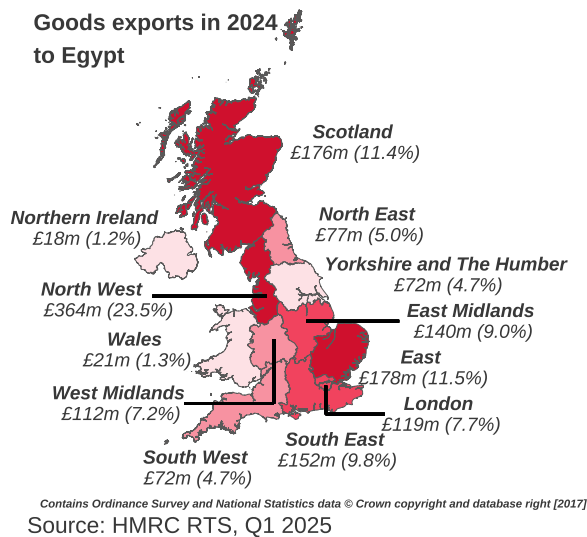 Goods exports in 2024
to Egypt
Scotland
£176m (11.4%)
Northern Ireland
£18m (1.2%)
North East
£77m (5.0%)
Yorkshire and The Humber
£72m (4.7%)
North West
£364m (23.5%)
East Midlands
£140m (9.0%)
Wales
£21m (1.3%)
East
£178m (11.5%)
West Midlands
£112m (7.2%)
London
£119m (7.7%)
South East
£152m (9.8%)
South West
£72m (4.7%)
Contains Ordinance Survey and National Statistics data © Crown copyright and database right [2017]
Source: HMRC RTS, Q1 2025